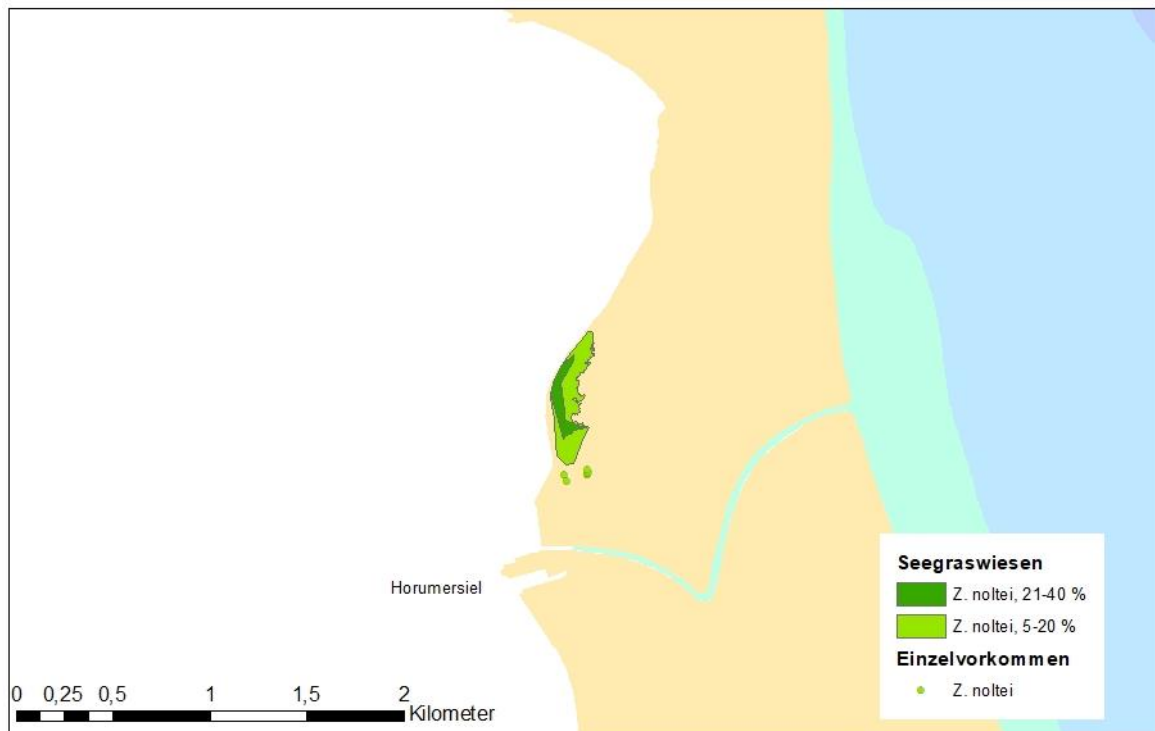 Horumersiel
Seegraswiesen
Z. noltei, 21-40 %
Z. noltei, 5-20 %
Einzelvorkommen
Z. noltei
0 0,25 0,5 1 1,5 2
Kilometer